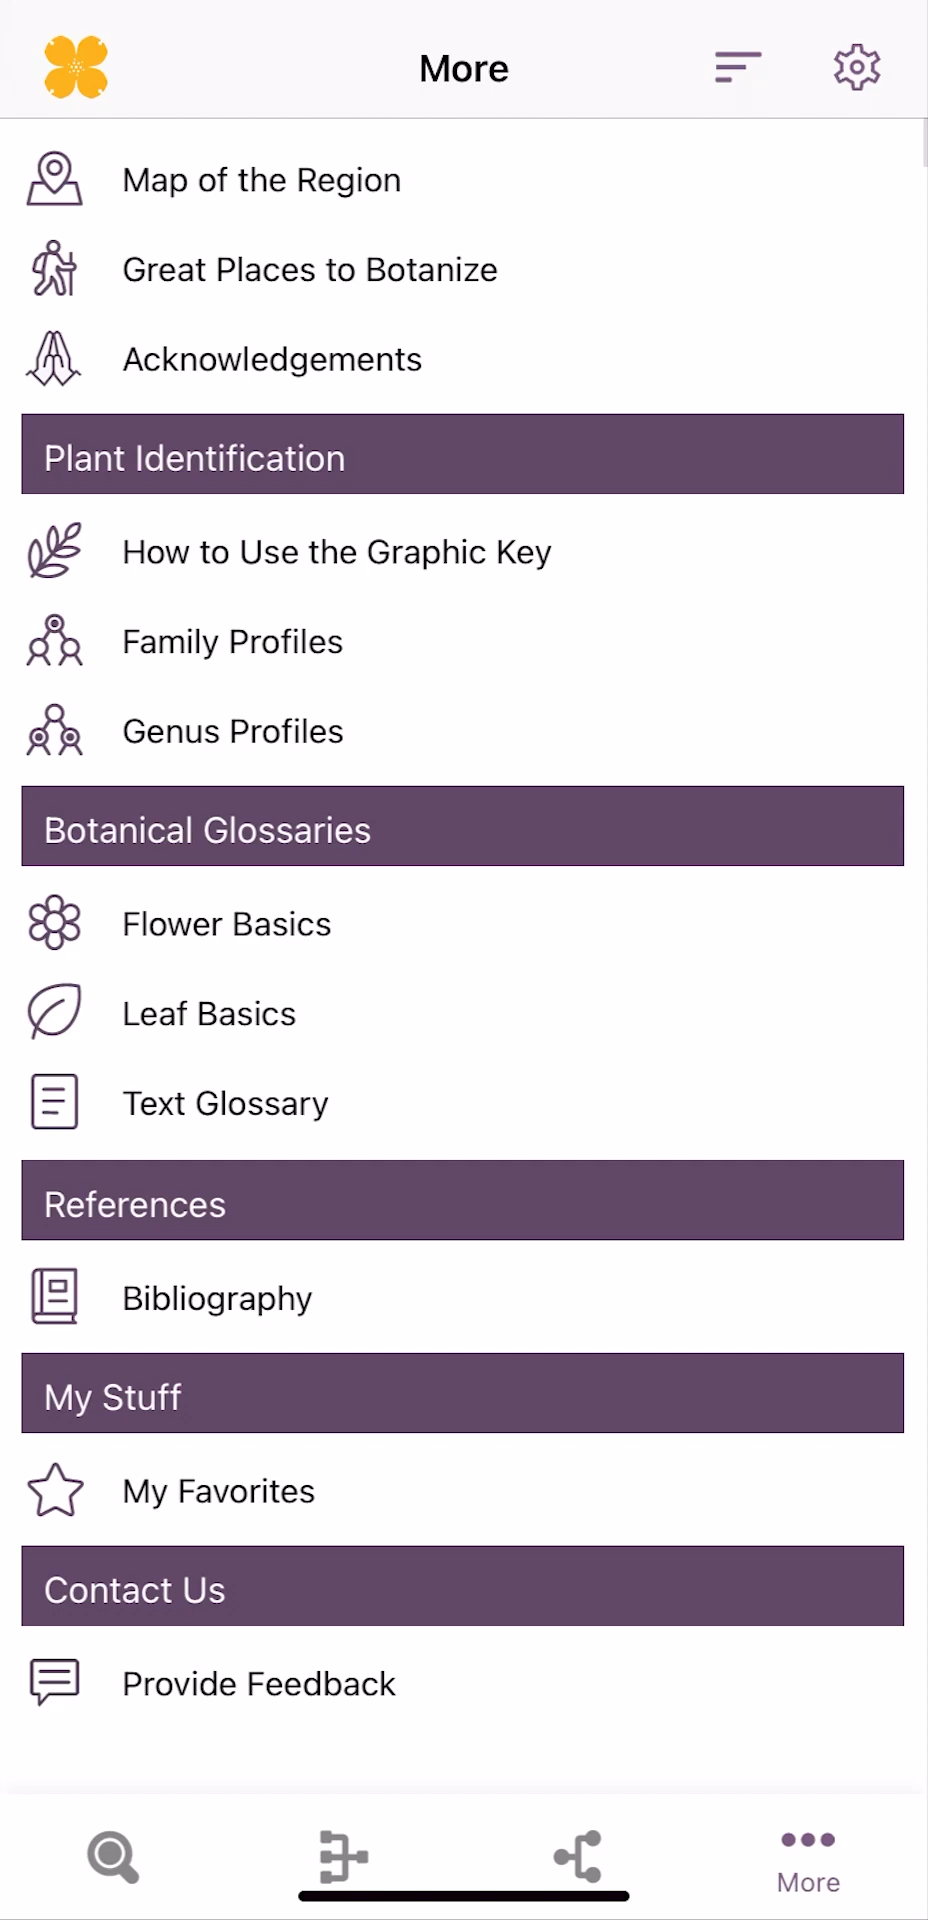 More
Map of the Region
Great Places to Botanize
Acknowledgements
Plant Identification
How to Use the Graphic Key
Family Profiles
Genus Profiles
Botanical Glossaries
Flower Basics
Leaf Basics
Text Glossary
References
Bibliography
My Stuff
My Favorites
Contact Us
Provide Feedback
More